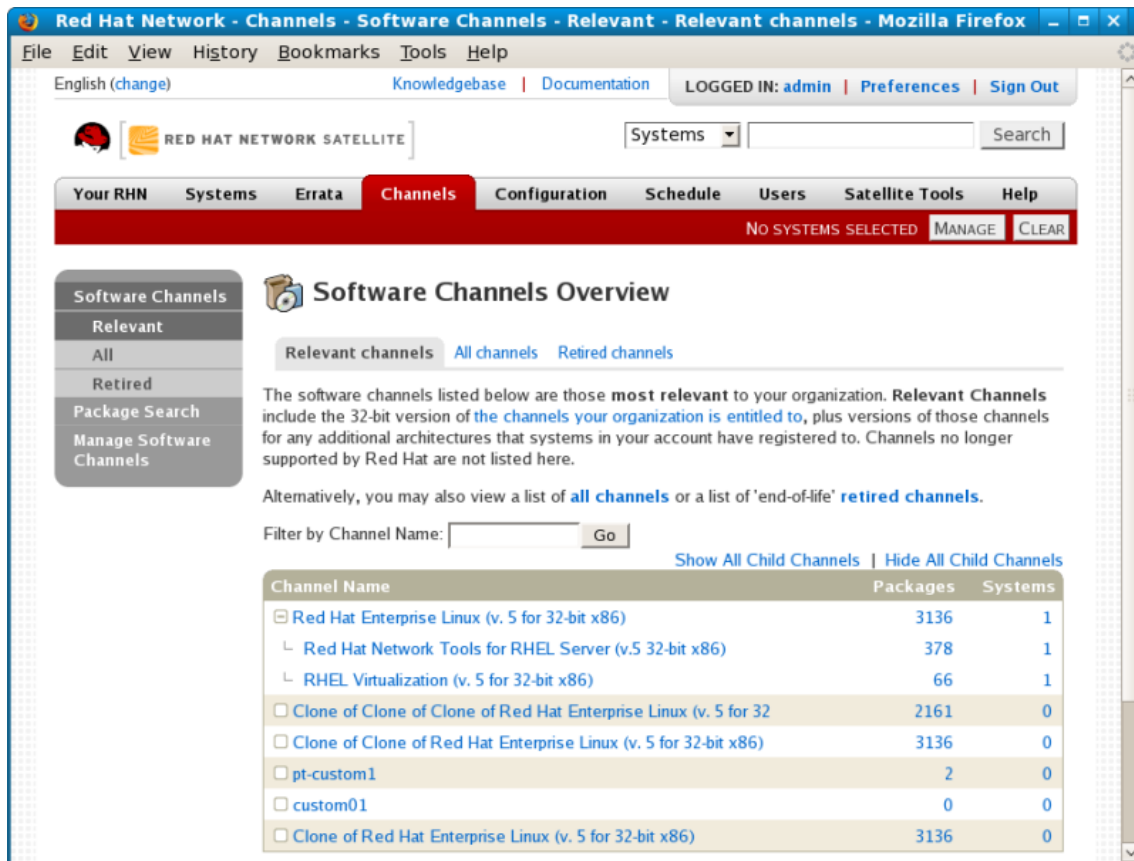 Red Hat Network - Channels - Software Channels - Relevant - Relevant channels - Mozilla Firefox
File Edit View History Bookmarks Tools Help
English (change) Knowledgebase | Documentation LOGGED IN: admin | Preferences | Sign Out
RED HAT NETWORK SATELLITE Systems Search
Your RHN Systems Errata Channels Configuration Schedule Users Satellite Tools Help
NO SYSTEMS SELECTED MANAGE CLEAR
Software Channels
Relevant
All
Retired
Package Search
Manage Software
Channels
Software Channels Overview
Relevant channels All channels Retired channels
The software channels listed below are those most relevant to your organization. Relevant Channels
include the 32-bit version of the channels your organization is entitled to, plus versions of those channels
for any additional architectures that systems in your account have registered to. Channels no longer
supported by Red Hat are not listed here.
Alternatively, you may also view a list of all channels or a list of 'end-of-life' retired channels.
Filter by Channel Name: Go
Show All Child Channels | Hide All Child Channels
Channel Name Packages Systems
Red Hat Enterprise Linux (v. 5 for 32-bit x86) 3136 1
Red Hat Network Tools for RHEL Server (v.5 32-bit x86) 378 1
RHEL Virtualization (v. 5 for 32-bit x86) 66 1
Clone of Clone of Clone of Red Hat Enterprise Linux (v. 5 for 32 2161 0
Clone of Clone of Red Hat Enterprise Linux (v. 5 for 32-bit x86) 3136 0
pt-custom1 2 0
custom01 0 0
Clone of Red Hat Enterprise Linux (v. 5 for 32-bit x86) 3136 0